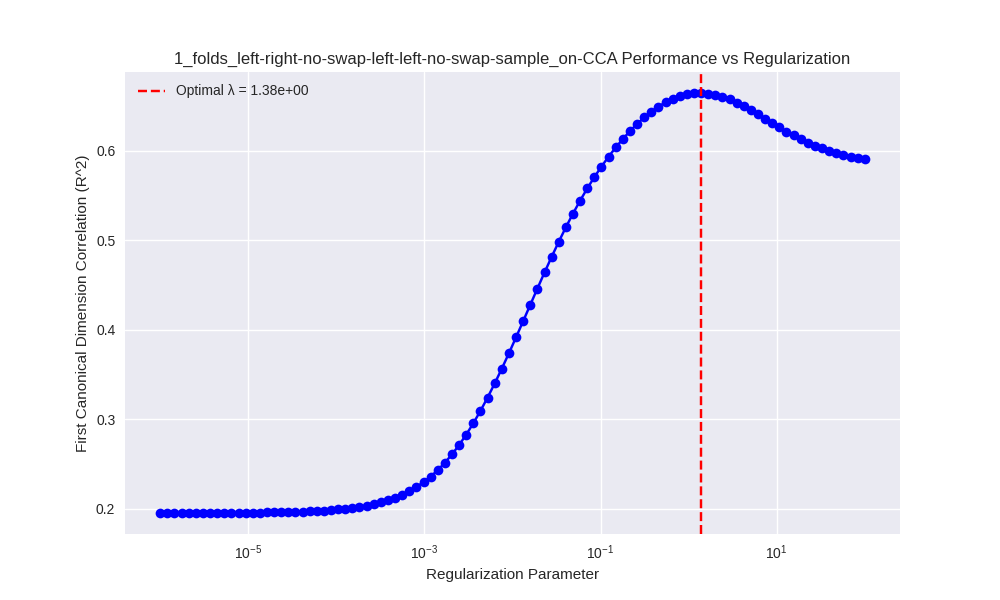 1_folds_left-right-no-swap-left-left-no-swap-sample_on-CCA Performance vs Regularization
Optimal λ = 1.38e+00
First Canonical Dimension Correlation (R^2)
0.6
0.5
0.4
0.3
0.2
10⁻⁵
10⁻³
10⁻¹
10¹
Regularization Parameter